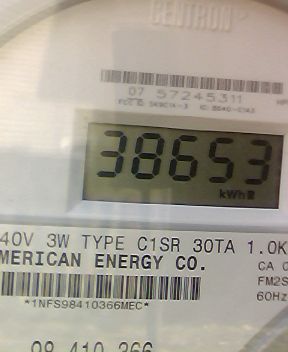 CENTRON
07 57245311
38653
kWh
40V 3W TYPE C1SR 30TA 1.0K
MERICAN ENERGY CO.
CA 0
FM2S
60Hz
*1NFS98410366MEC*
98 410 366